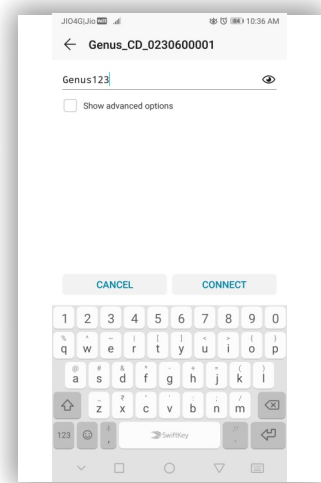 JIO4G|Jio 10:36 AM
← Genus_CD_0230600001
Genus123
Show advanced options
CANCEL CONNECT
1 2 3 4 5 6 7 8 9 0
q w e r t y u i o p
a s d f g h j k l
z x c v b n m
123 SwiftKey